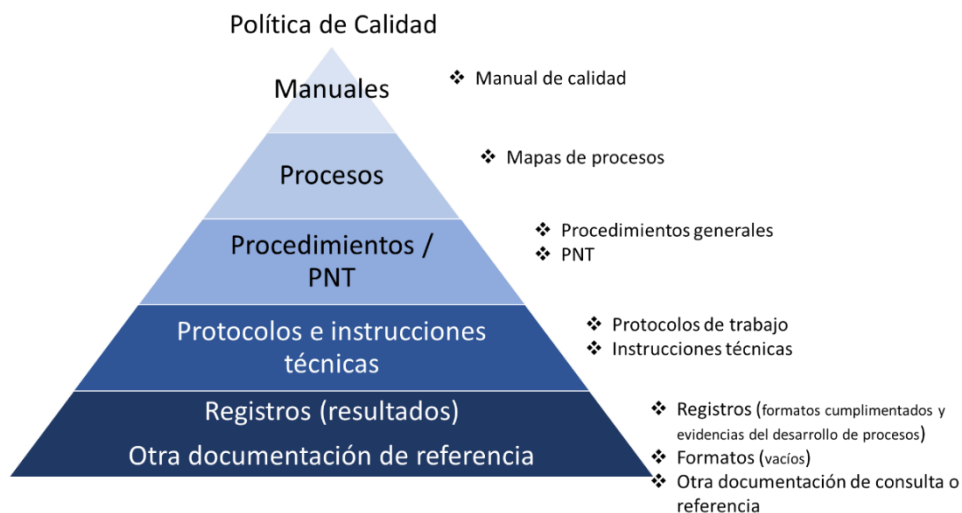 Política de Calidad
Manuales
❖ Manual de calidad
Procesos
❖ Mapas de procesos
Procedimientos /
PNT
❖ Procedimientos generales
❖ PNT
Protocolos e instrucciones
técnicas
❖ Protocolos de trabajo
❖ Instrucciones técnicas
Registros (resultados)
Otra documentación de referencia
❖ Registros (formatos cumplimentados y
evidencias del desarrollo de procesos)
❖ Formatos (vacíos)
❖ Otra documentación de consulta o
referencia